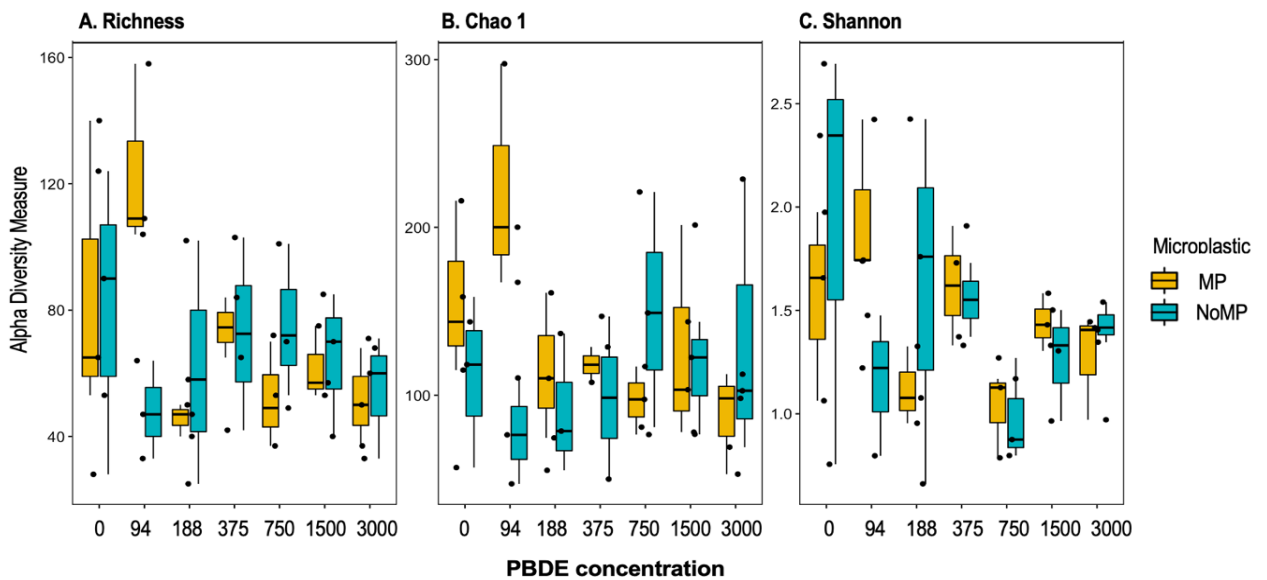 A. Richness
B. Chao 1
C. Shannon
Alpha Diversity Measure
160
120
80
40
300
200
100
2.5
2.0
1.5
1.0
0 94 188 375 750 1500 3000
0 94 188 375 750 1500 3000
0 94 188 375 750 1500 3000
PBDE concentration
Microplastic
MP
NoMP